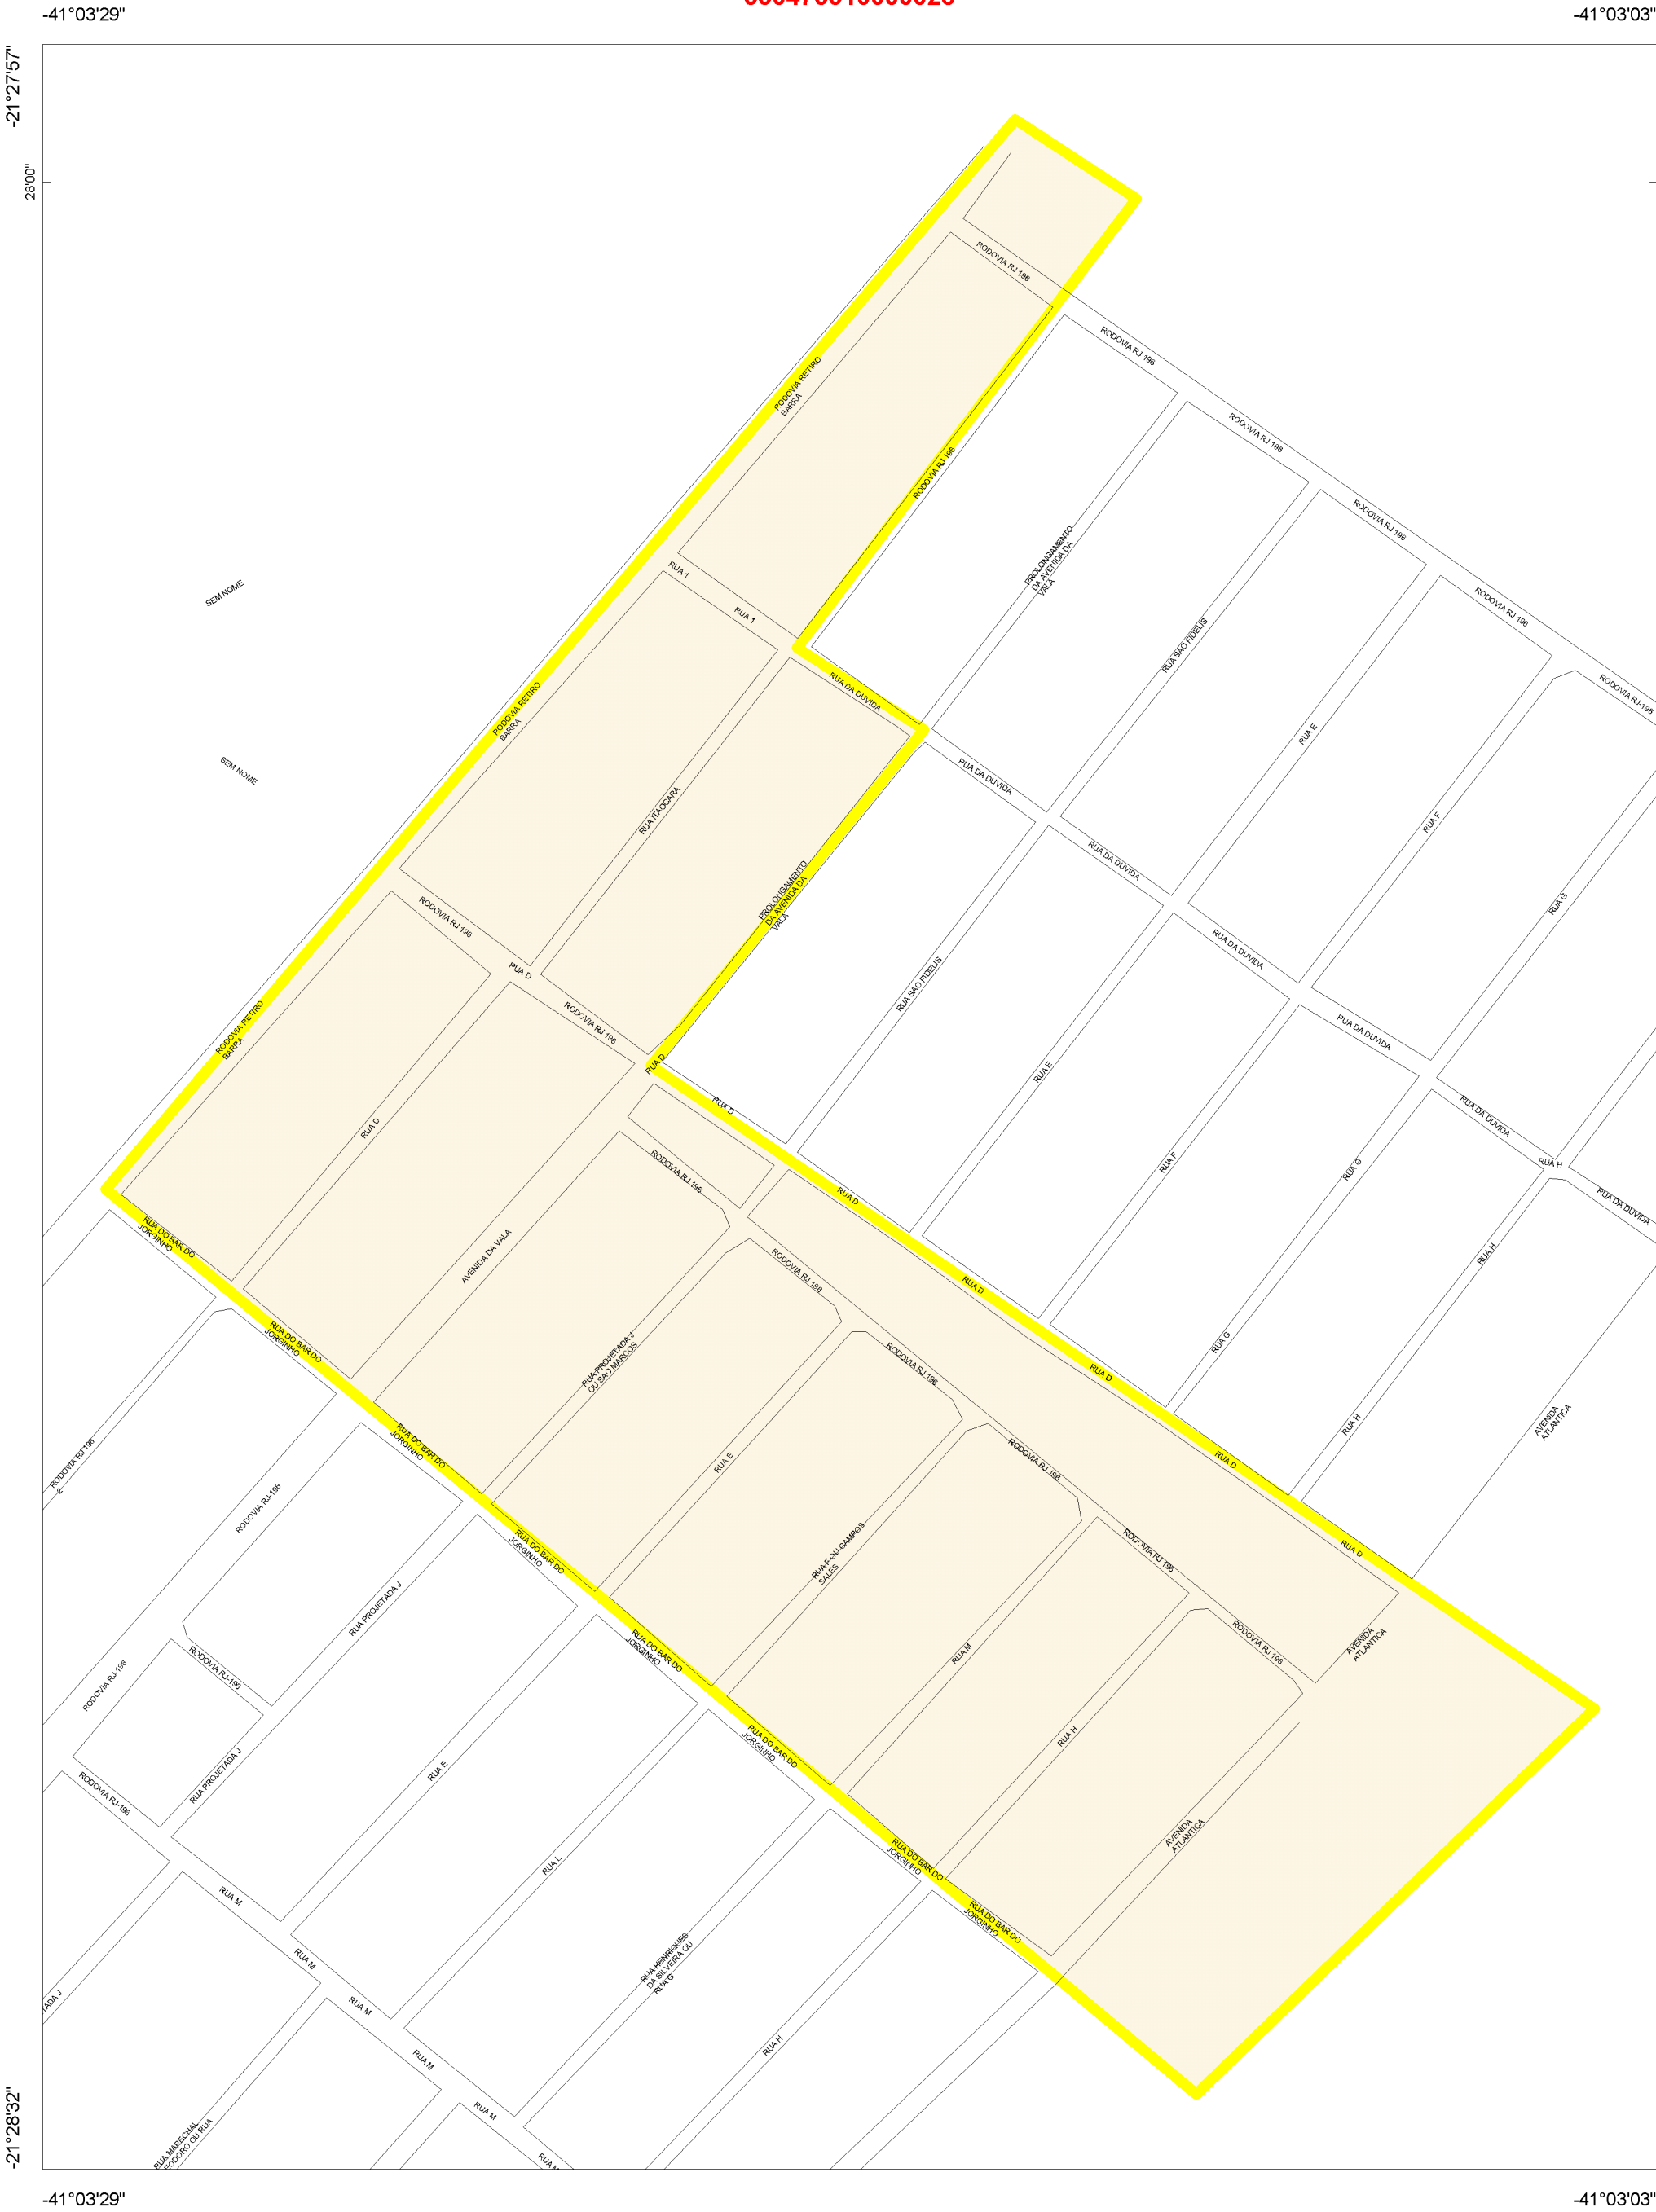 -41°03'29"
-41°03'03"
-21°27'57"
28'00"
RODOVIA RJ 196
RODOVIA RJ 196
RODOVIA RETIRO
BARRA
RODOVIA RJ 196
RODOVIA RJ 196
RODOVIA RJ 196
PROLONGAMENTO
DA AVENIDA DA
VALA
RUA 1
SEM NOME
RUA 1
RODOVIA RJ 196
RUA SAO FIDELIS
RODOVIA RJ-196
RODOVIA RETIRO
BARRA
RUA DA DUVIDA
RUA E
SEM NOME
RUA DA DUVIDA
RUA ITAOCARA
RUA F
RUA DA DUVIDA
PROLONGAMENTO
DA AVENIDA DA
VALA
RUA G
RODOVIA RJ 196
RUA DA DUVIDA
RUA D
RUA SAO FIDELIS
RODOVIA RJ 196
RODOVIA RETIRO
BARRA
RUA DA DUVIDA
RUA D
RUA E
RUA D
RUA D
RUA DA DUVIDA
RODOVIA RJ 196
RUA F
RUA G
RUA H
RUA D
RUA DA DUVIDA
RUA DO BAR DO
JORGINHO
AVENIDA DA VALA
RODOVIA RJ 196
RUA H
RUA D
RUA DO BAR DO
JORGINHO
RUA PROJETADA J
OU SAO MARCOS
RODOVIA RJ 196
RUA G
RUA D
RUA H
AVENIDA
ATLANTICA
RUA DO BAR DO
JORGINHO
RODOVIA RJ 196
2
RUA E
RODOVIA RJ 196
RUA D
RODOVIA RJ-196
RUA DO BAR DO
JORGINHO
RUA F OU CAMPOS
SALES
RODOVIA RJ 196
RUA D
RUA PROJETADA J
RUA DO BAR DO
JORGINHO
RUA M
RODOVIA RJ 196
AVENIDA
ATLANTICA
RODOVIA RJ-196
RODOVIA RJ-196
RUA DO BAR DO
JORGINHO
RUA H
RUA PROJETADA J
RUA E
RODOVIA RJ-196
AVENIDA
ATLANTICA
RUA L
RUA DO BAR DO
JORGINHO
RUA M
RUA DO BAR DO
JORGINHO
RUA M
RUA HENRIQUES
DA SILVEIRA OU
RUA G
TADA J
RUA M
RUA H
RUA M
RUA M
RUA MARECHAL
EODORO OU RUA
RUA M
-21°28'32"
-41°03'29"
-41°03'03"